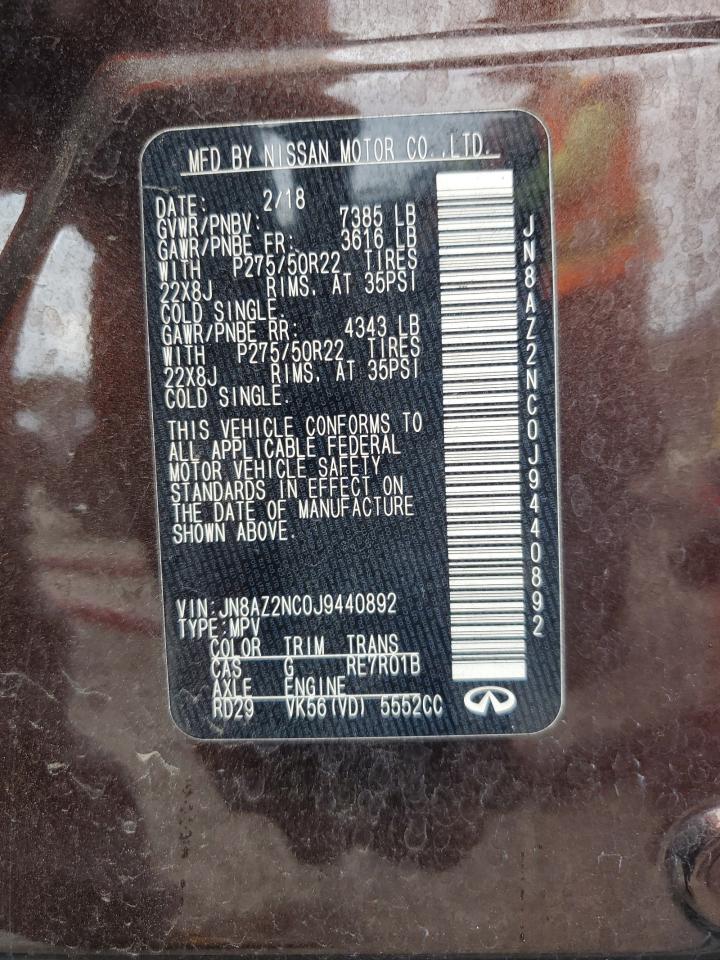 MFD BY NISSAN MOTOR CO.,LTD.
DATE: 2/18
GVWR/PNBV: 7385 LB
GAWR/PNBE FR: 3616 LB
WITH P275/50R22 TIRES
22X8J RIMS, AT 35PSI
COLD SINGLE.
GAWR/PNBE RR: 4343 LB
WITH P275/50R22 TIRES
22X8J RIMS, AT 35PSI
COLD SINGLE.
THIS VEHICLE CONFORMS TO
ALL APPLICABLE FEDERAL
MOTOR VEHICLE SAFETY
STANDARDS IN EFFECT ON
THE DATE OF MANUFACTURE
SHOWN ABOVE.
VIN:JN8AZ2NC0J9440892
TYPE:MPV
COLOR TRIM TRANS
CAS G RE7R01B
AXLE ENGINE
RD29 VK56(VD) 5552CC
JN8AZ2NC0J9440892